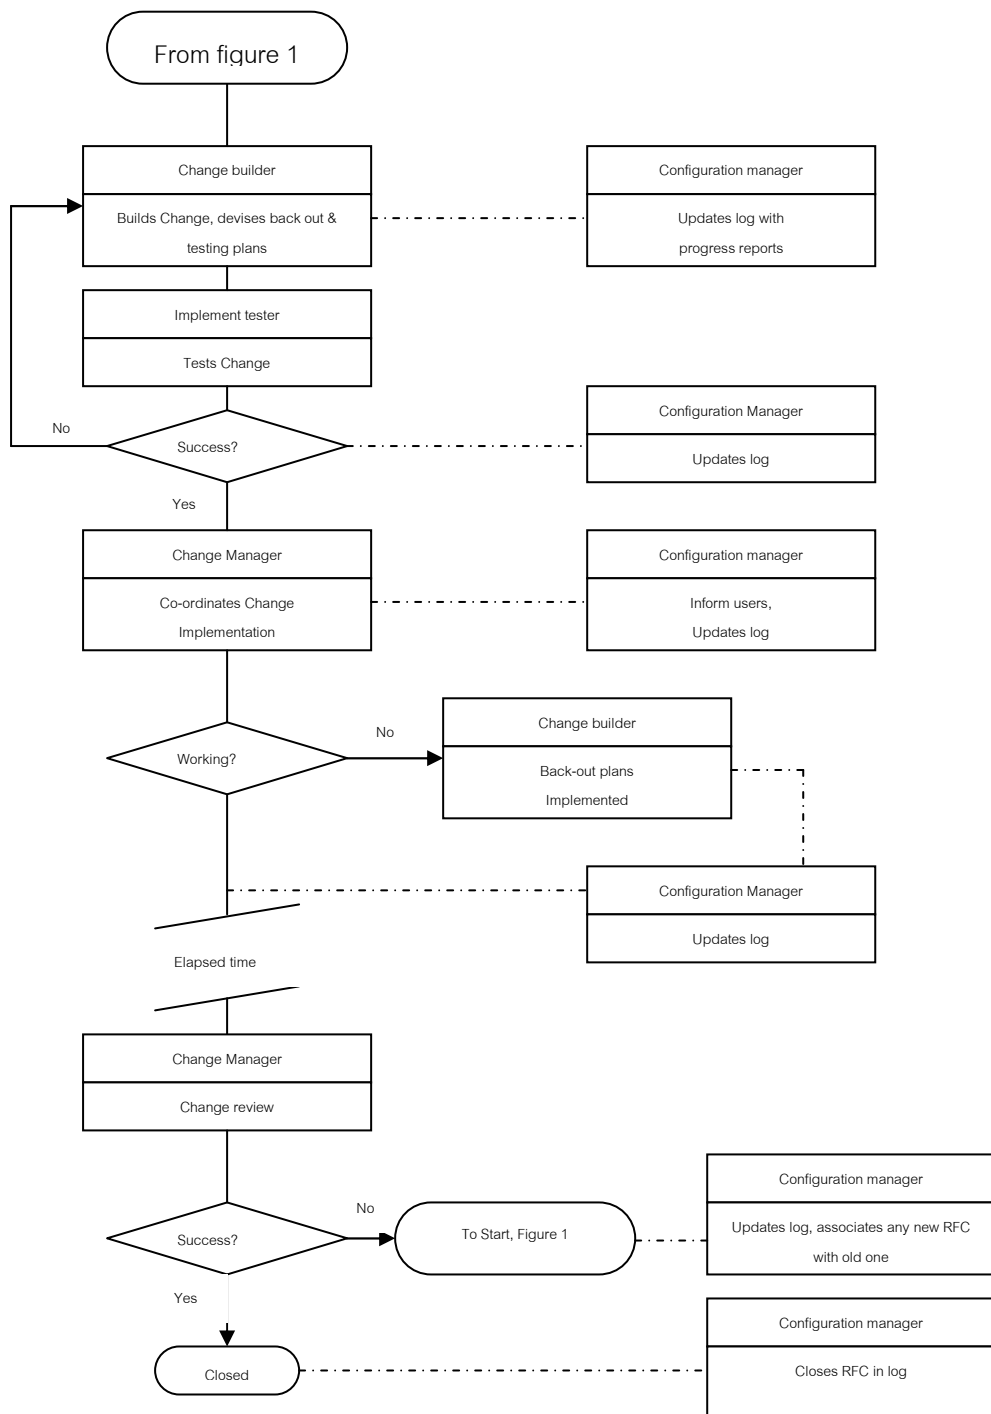 From figure 1
Change builder
Configuration manager
Builds Change, devises back out &
testing plans
Updates log with
progress reports
Implement tester
Tests Change
No
Success?
Configuration Manager
Updates log
Yes
Change Manager
Configuration manager
Co-ordinates Change
Implementation
Inform users,
Updates log
Working?
No
Change builder
Back-out plans
Implemented
Configuration Manager
Updates log
Elapsed time
Change Manager
Change review
Configuration manager
Success?
No
To Start, Figure 1
Updates log, associates any new RFC
with old one
Yes
Configuration manager
Closed
Closes RFC in log